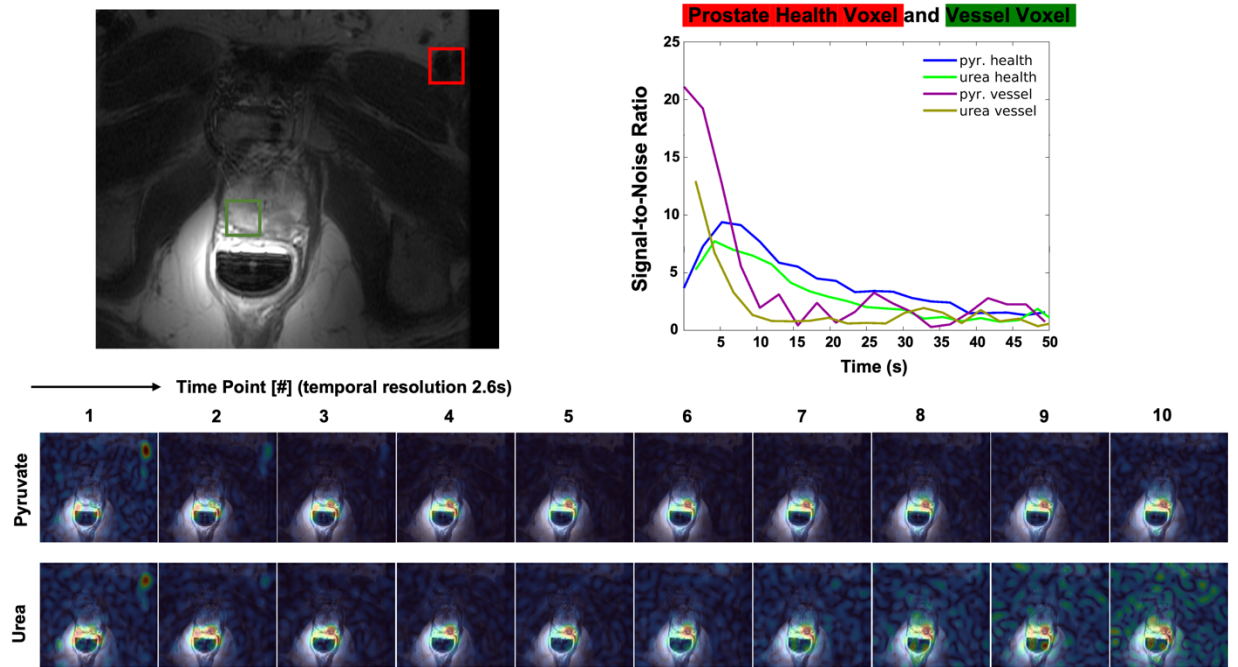 Prostate Health Voxel and Vessel Voxel
25
20
15
10
5
0
Signal-to-Noise Ratio
pyr. health
urea health
pyr. vessel
urea vessel
5 10 15 20 25 30 35 40 45 50
Time (s)
Time Point [#] (temporal resolution 2.6s)
1 2 3 4 5 6 7 8 9 10
Pyruvate
Urea